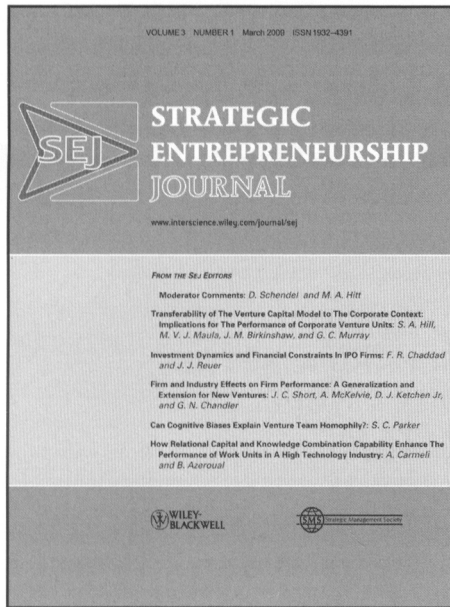 VOLUME 3 NUMBER 1 March 2009 ISSN 1932–4391
SEJ
STRATEGIC
ENTREPRENEURSHIP
JOURNAL
www.interscience.wiley.com/journal/sej
FROM THE SEJ EDITORS
Moderator Comments: D. Schendel and M. A. Hitt
Transferability of The Venture Capital Model to The Corporate Context:
Implications for The Performance of Corporate Venture Units: S. A. Hill,
M. V. J. Maula, J. M. Birkinshaw, and G. C. Murray
Investment Dynamics and Financial Constraints In IPO Firms: F. R. Chaddad
and J. J. Reuer
Firm and Industry Effects on Firm Performance: A Generalization and
Extension for New Ventures: J. C. Short, A. McKelvie, D. J. Ketchen Jr,
and G. N. Chandler
Can Cognitive Biases Explain Venture Team Homophily?: S. C. Parker
How Relational Capital and Knowledge Combination Capability Enhance The
Performance of Work Units in A High Technology Industry: A. Carmeli
and B. Azeroual
WILEY-
BLACKWELL
SMS Strategic Management Society